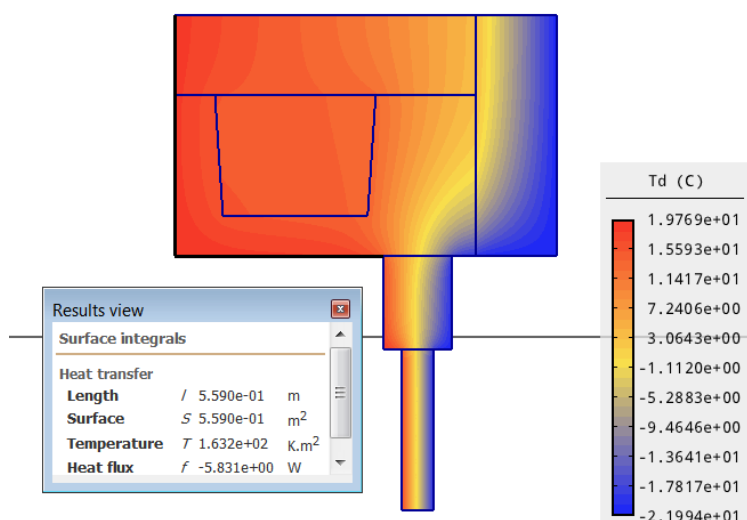 Td (C)
1.9769e+01
1.5593e+01
1.1417e+01
7.2406e+00
3.0643e+00
-1.1120e+00
-5.2883e+00
-9.4646e+00
-1.3641e+01
-1.7817e+01
-2.1994e+01
Results view
Surface integrals
Heat transfer
Length l 5.590e-01 m
Surface S 5.590e-01 m²
Temperature T 1.632e+02 K.m²
Heat flux f -5.831e+00 W